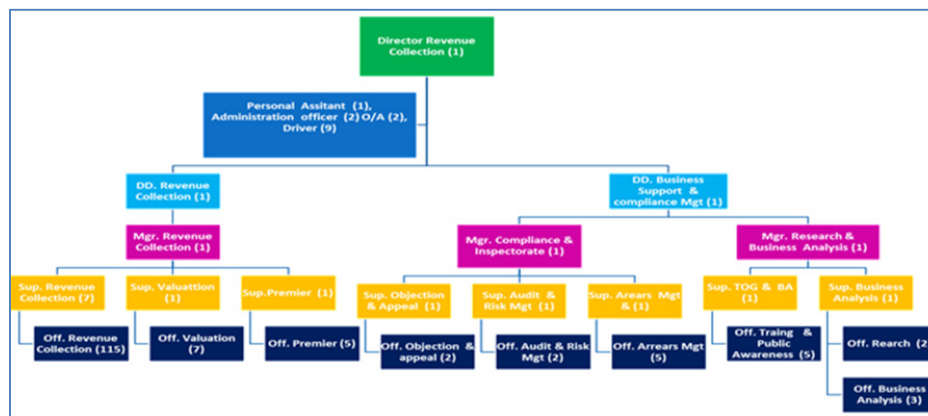 Director Revenue
Collection (1)
Personal Assitant (1),
Administration officer (2) O/A (2),
Driver (9)
DD. Revenue
Collection (1)
DD. Business
Support &
compliance Mgt (1)
Mgr. Revenue
Collection (1)
Mgr. Compliance &
Inspectorate
(1)
Mgr. Research &
Business Analysis (1)
Sup. Revenue
Collection (7)
Sup. Valuattion
(1)
Sup.Premier (1)
Sup. Objection
& Appeal (1)
Sup. Audit &
Risk Mgt (1)
Sup. Arears Mgt
& (1)
Sup. TOG & BA
(1)
Sup. Business
Analysis (1)
Off. Revenue
Collection (115)
Off. Valuation
(7)
Off. Premier (5)
Off. Objection &
appeal (2)
Off. Audit & Risk
Mgt (2)
Off. Arrears Mgt
(5)
Off. Traing &
Public
Awareness (5)
Off. Rearch (2
Off. Business
Analysis (3)